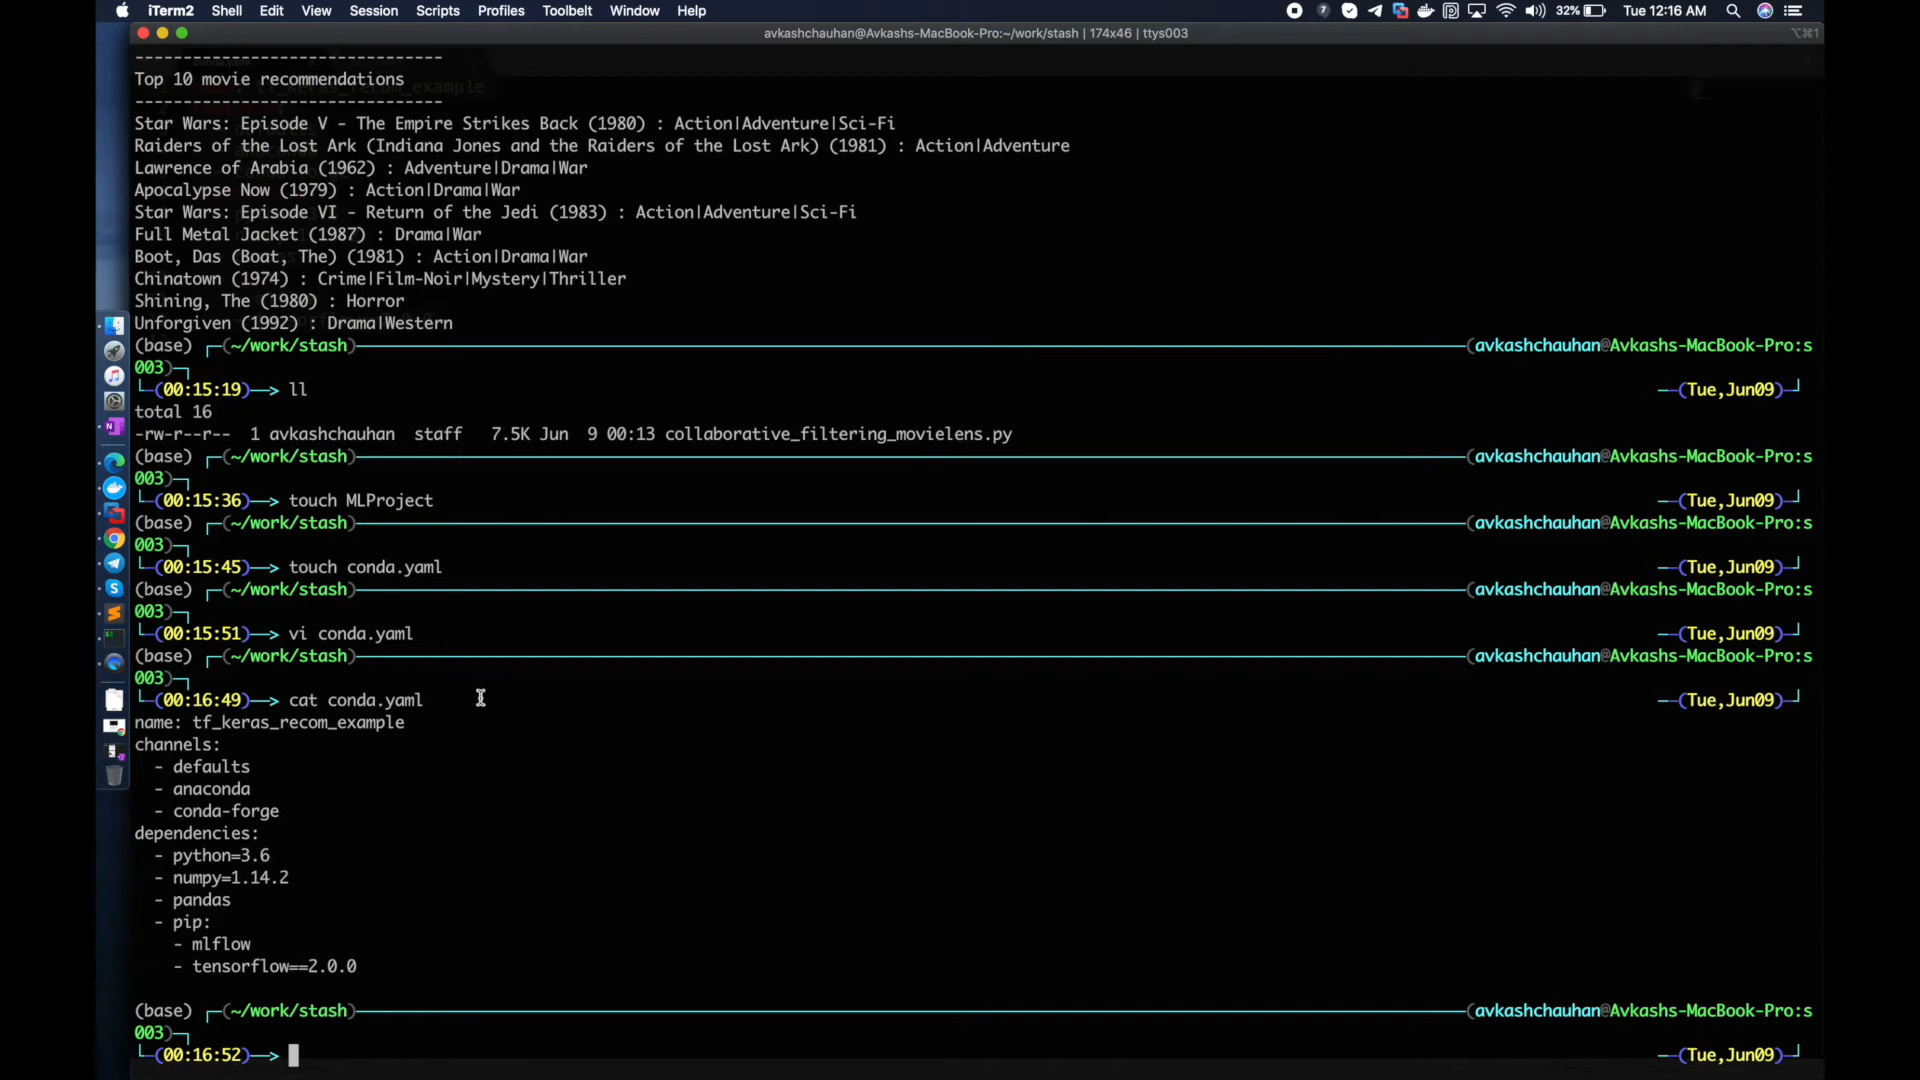 iTerm2 Shell Edit View Session Scripts Profiles Toolbelt Window Help 7 32% Tue 12:16 AM
avkashchauhan@Avkashs-MacBook-Pro:~/work/stash | 174x46 | ttys003 ⌥⌘1
--------------------------------
Top 10 movie recommendations
--------------------------------
Star Wars: Episode V - The Empire Strikes Back (1980) : Action|Adventure|Sci-Fi
Raiders of the Lost Ark (Indiana Jones and the Raiders of the Lost Ark) (1981) : Action|Adventure
Lawrence of Arabia (1962) : Adventure|Drama|War
Apocalypse Now (1979) : Action|Drama|War
Star Wars: Episode VI - Return of the Jedi (1983) : Action|Adventure|Sci-Fi
Full Metal Jacket (1987) : Drama|War
Boot, Das (Boat, The) (1981) : Action|Drama|War
Chinatown (1974) : Crime|Film-Noir|Mystery|Thriller
Shining, The (1980) : Horror
Unforgiven (1992) : Drama|Western
(base) (~/work/stash) (avkashchauhan@Avkashs-MacBook-Pro:s
003)
(00:15:19)──> ll (Tue,Jun09)
total 16
-rw-r--r-- 1 avkashchauhan staff 7.5K Jun 9 00:13 collaborative_filtering_movielens.py
(base) (~/work/stash) (avkashchauhan@Avkashs-MacBook-Pro:s
003)
(00:15:36)──> touch MLProject (Tue,Jun09)
(base) (~/work/stash) (avkashchauhan@Avkashs-MacBook-Pro:s
003)
(00:15:45)──> touch conda.yaml (Tue,Jun09)
(base) (~/work/stash) (avkashchauhan@Avkashs-MacBook-Pro:s
003)
(00:15:51)──> vi conda.yaml (Tue,Jun09)
(base) (~/work/stash) (avkashchauhan@Avkashs-MacBook-Pro:s
003)
(00:16:49)──> cat conda.yaml (Tue,Jun09)
name: tf_keras_recom_example
channels:
  - defaults
  - anaconda
  - conda-forge
dependencies:
  - python=3.6
  - numpy=1.14.2
  - pandas
  - pip:
    - mlflow
    - tensorflow==2.0.0
(base) (~/work/stash) (avkashchauhan@Avkashs-MacBook-Pro:s
003)
(00:16:52)──> (Tue,Jun09)